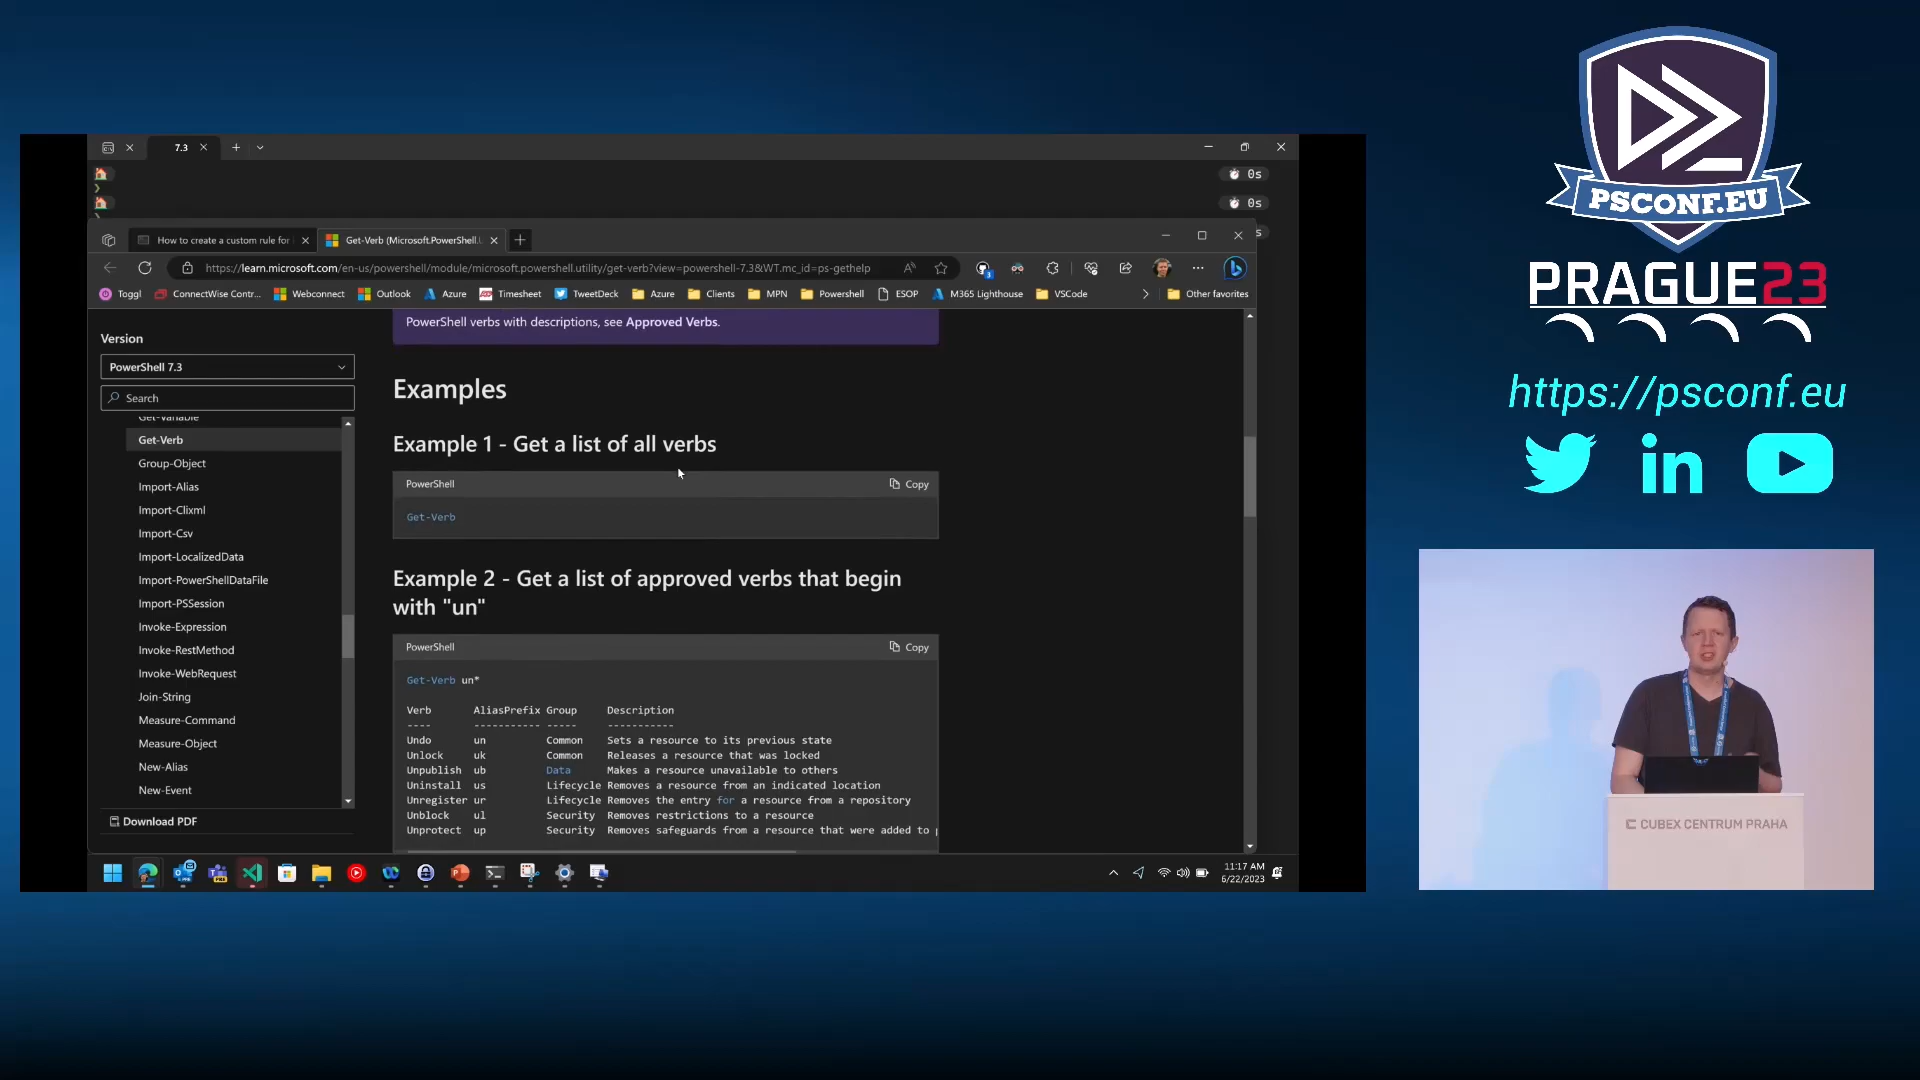 7.3
0s
0s
s
How to create a custom rule for
Get-Verb (Microsoft.PowerShell.U
https://learn.microsoft.com/en-us/powershell/module/microsoft.powershell.utility/get-verb?view=powershell-7.3&WT.mc_id=ps-gethelp
Toggl
ConnectWise Contr...
Webconnect
Outlook
Azure
Timesheet
TweetDeck
Azure
Clients
MPN
Powershell
ESOP
M365 Lighthouse
VSCode
Other favorites
Version
PowerShell 7.3
Search
Get-Variable
Get-Verb
Group-Object
Import-Alias
Import-Clixml
Import-Csv
Import-LocalizedData
Import-PowerShellDataFile
Import-PSSession
Invoke-Expression
Invoke-RestMethod
Invoke-WebRequest
Join-String
Measure-Command
Measure-Object
New-Alias
New-Event
Download PDF
PowerShell verbs with descriptions, see Approved Verbs.
Examples
Example 1 - Get a list of all verbs
PowerShell
Copy
Get-Verb
Example 2 - Get a list of approved verbs that begin
with "un"
PowerShell
Copy
Get-Verb un*
Verb AliasPrefix Group Description
---- ----------- ----- -----------
Undo un Common Sets a resource to its previous state
Unlock uk Common Releases a resource that was locked
Unpublish ub Data Makes a resource unavailable to others
Uninstall us Lifecycle Removes a resource from an indicated location
Unregister ur Lifecycle Removes the entry for a resource from a repository
Unblock ul Security Removes restrictions to a resource
Unprotect up Security Removes safeguards from a resource that were added to p
11:17 AM
6/22/2023
PSCONF.EU
PRAGUE23
https://psconf.eu
in
CUBEX CENTRUM PRAHA